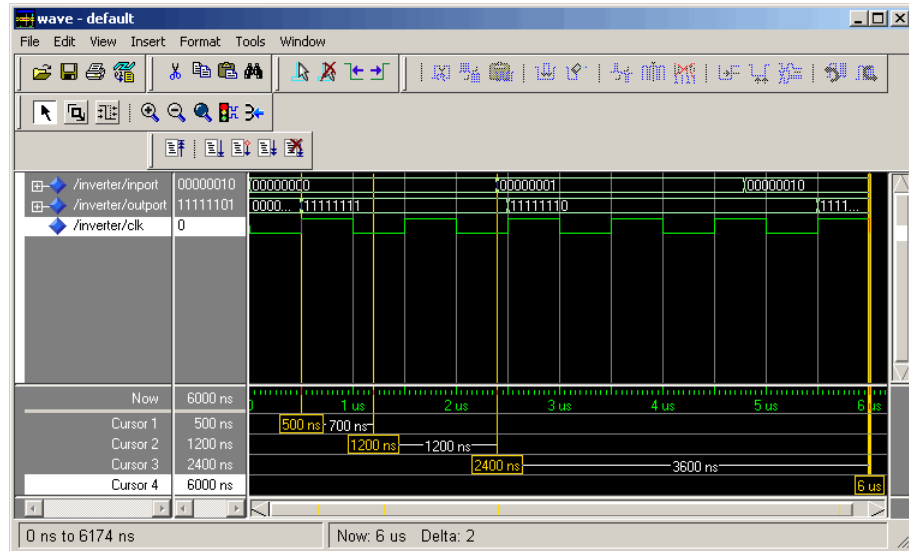 wave - default
File Edit View Insert Format Tools Window
/inverter/inport 00000010 00000000 00000001 00000010
/inverter/outport 11111101 0000... 11111111 11111110 1111...
/inverter/clk 0
Now 6000 ns 0 1 us 2 us 3 us 4 us 5 us 6 us
Cursor 1 500 ns 500 ns 700 ns
Cursor 2 1200 ns 1200 ns 1200 ns
Cursor 3 2400 ns 2400 ns 3600 ns
Cursor 4 6000 ns 6 us
0 ns to 6174 ns Now: 6 us Delta: 2